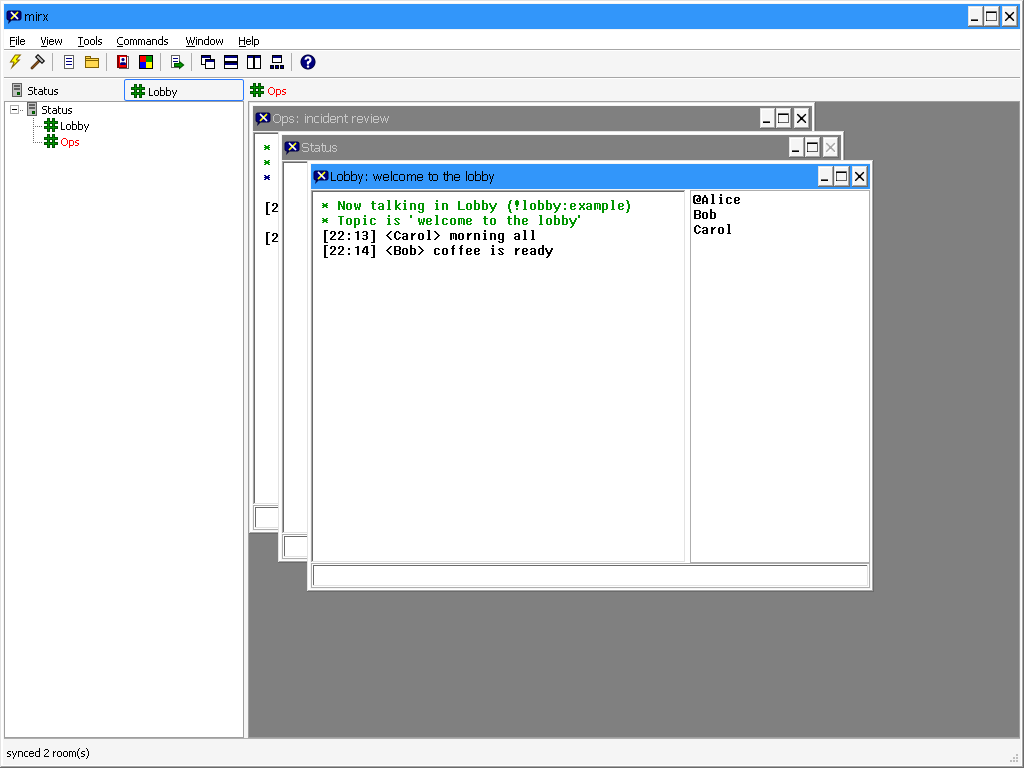 mirx
File View Tools Commands Window Help
Status Lobby Ops
Status
Lobby
Ops
Ops: incident review
*
*
*
[2
[2
Status
Lobby: welcome to the lobby
* Now talking in Lobby (!lobby:example)
* Topic is 'welcome to the lobby'
[22:13] <Carol> morning all
[22:14] <Bob> coffee is ready
@Alice
Bob
Carol
synced 2 room(s)